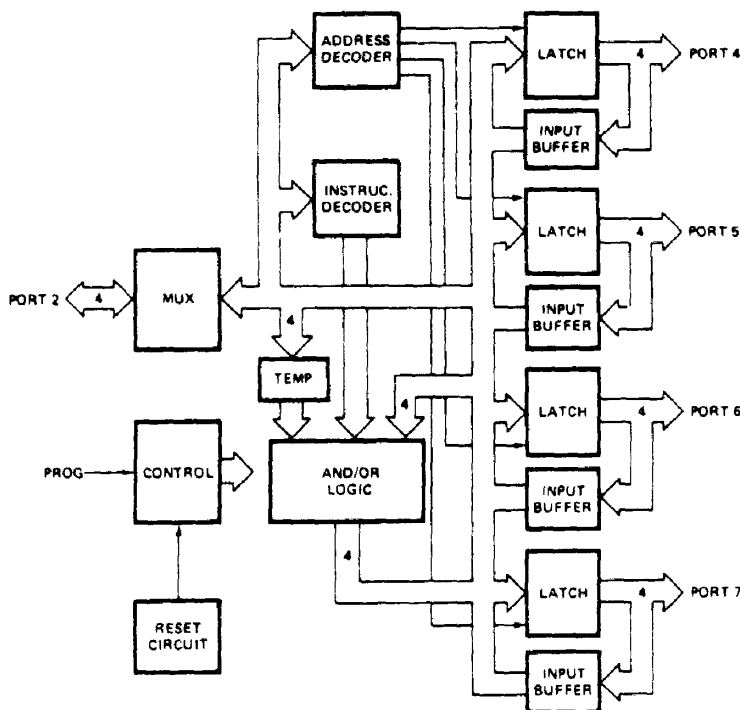 ADDRESS
DECODER
LATCH
4
PORT 4
INPUT
BUFFER
INSTRUC.
DECODER
LATCH
4
PORT 5
PORT 2
4
MUX
INPUT
BUFFER
4
TEMP
4
LATCH
4
PORT 6
PROG
CONTROL
AND/OR
LOGIC
INPUT
BUFFER
4
LATCH
4
PORT 7
RESET
CIRCUIT
INPUT
BUFFER